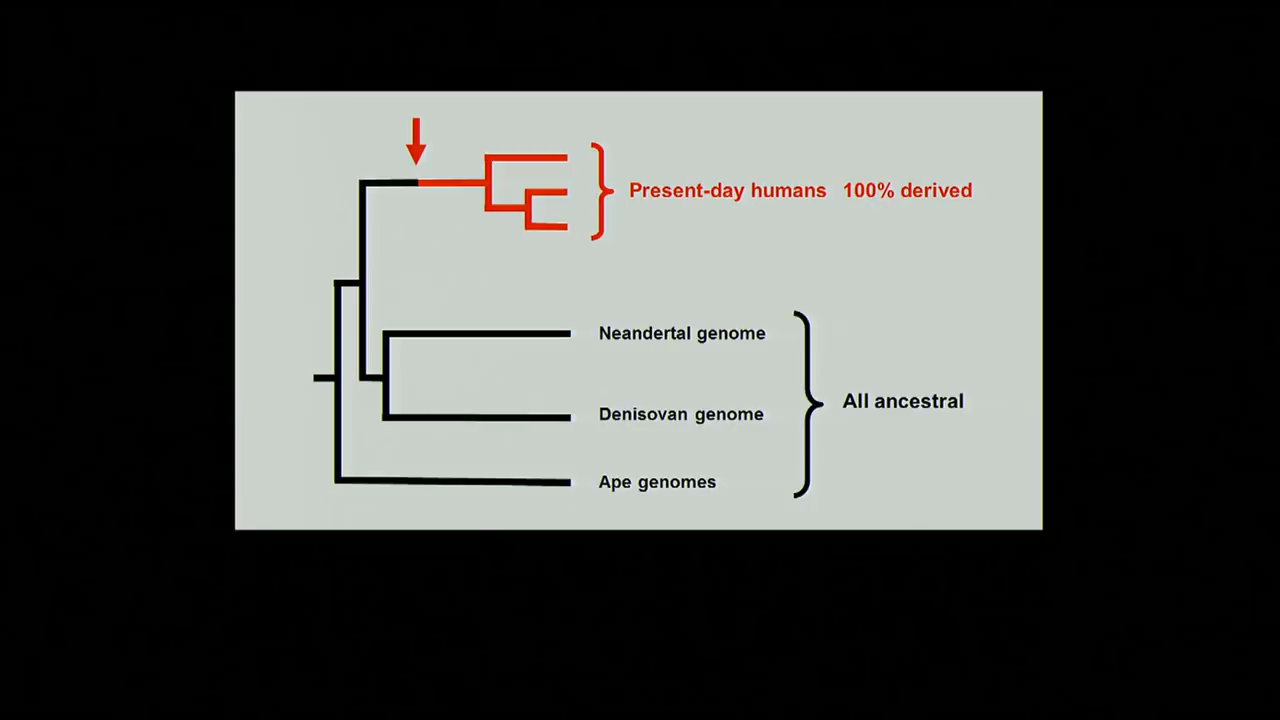 Present-day humans 100% derived
Neandertal genome
Denisovan genome
All ancestral
Ape genomes